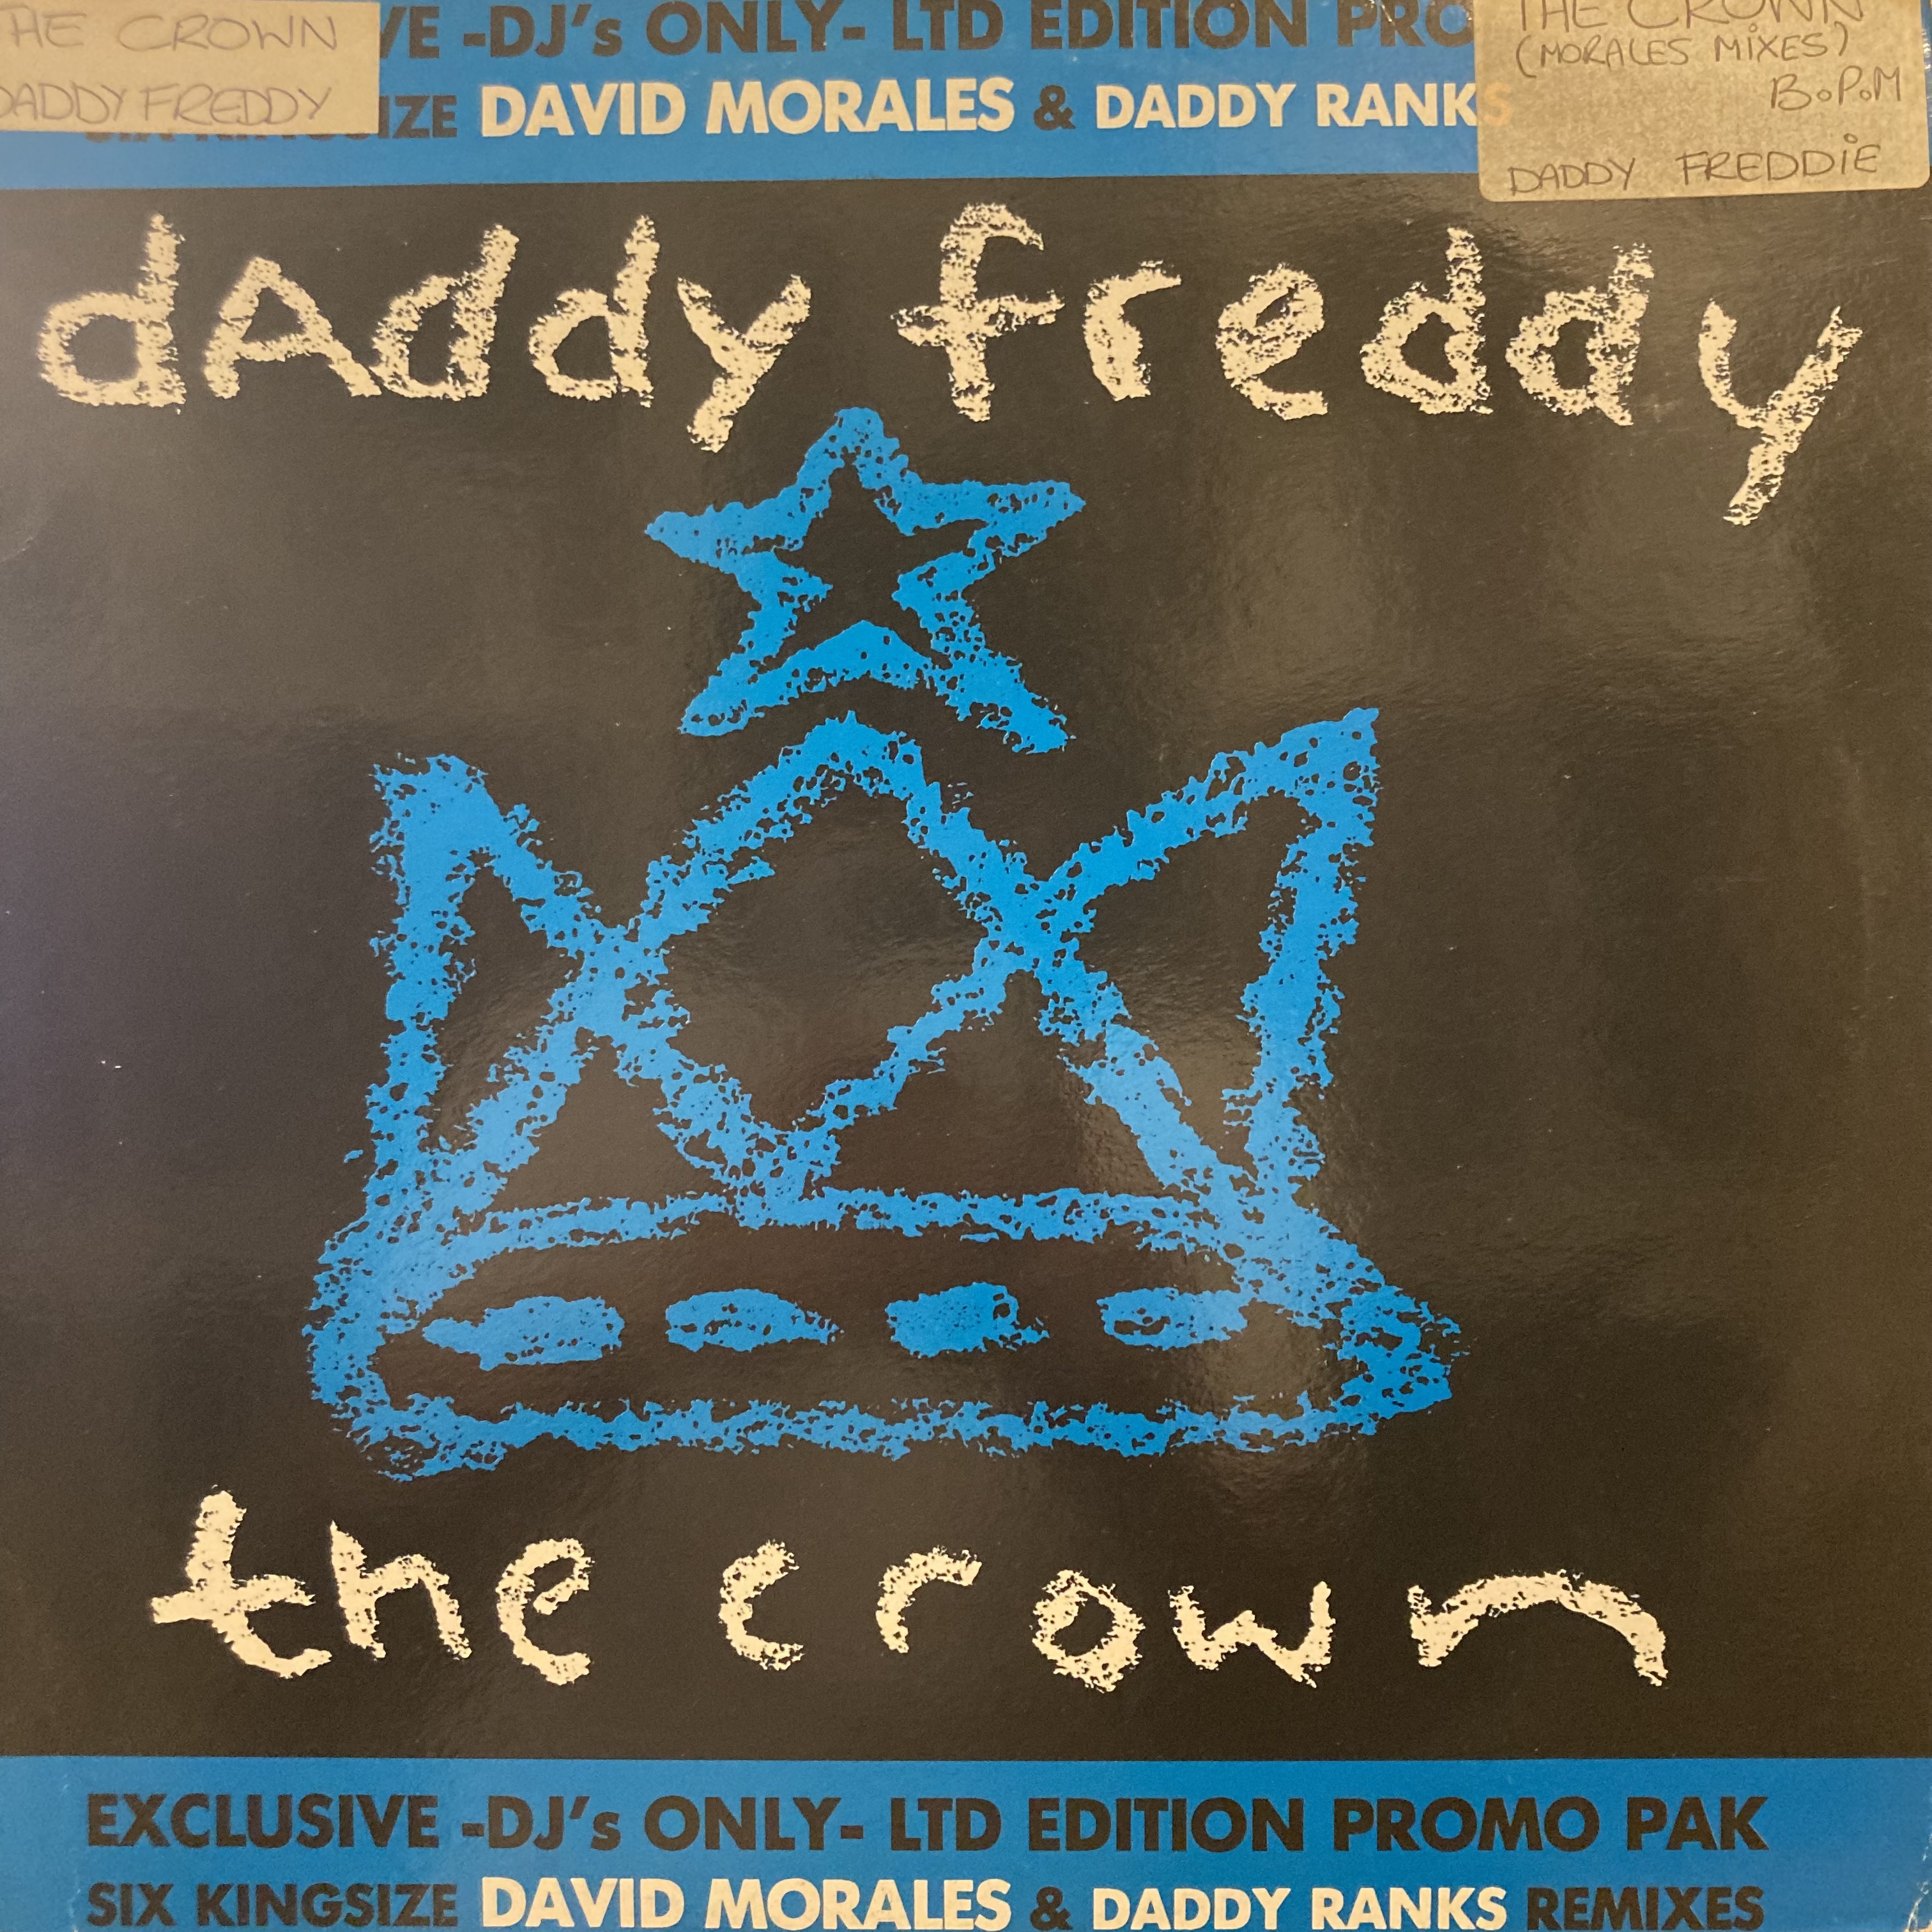 THE CROWN
DADDY FREDDY
VE -DJ's ONLY- LTD EDITION PRO
IZE DAVID MORALES & DADDY RANKS
THE CROWN
(MORALES MIXES)
B.P.M
DADDY FREDDIE
dAddy freddy
the crown
EXCLUSIVE -DJ's ONLY- LTD EDITION PROMO PAK
SIX KINGSIZE DAVID MORALES & DADDY RANKS REMIXES